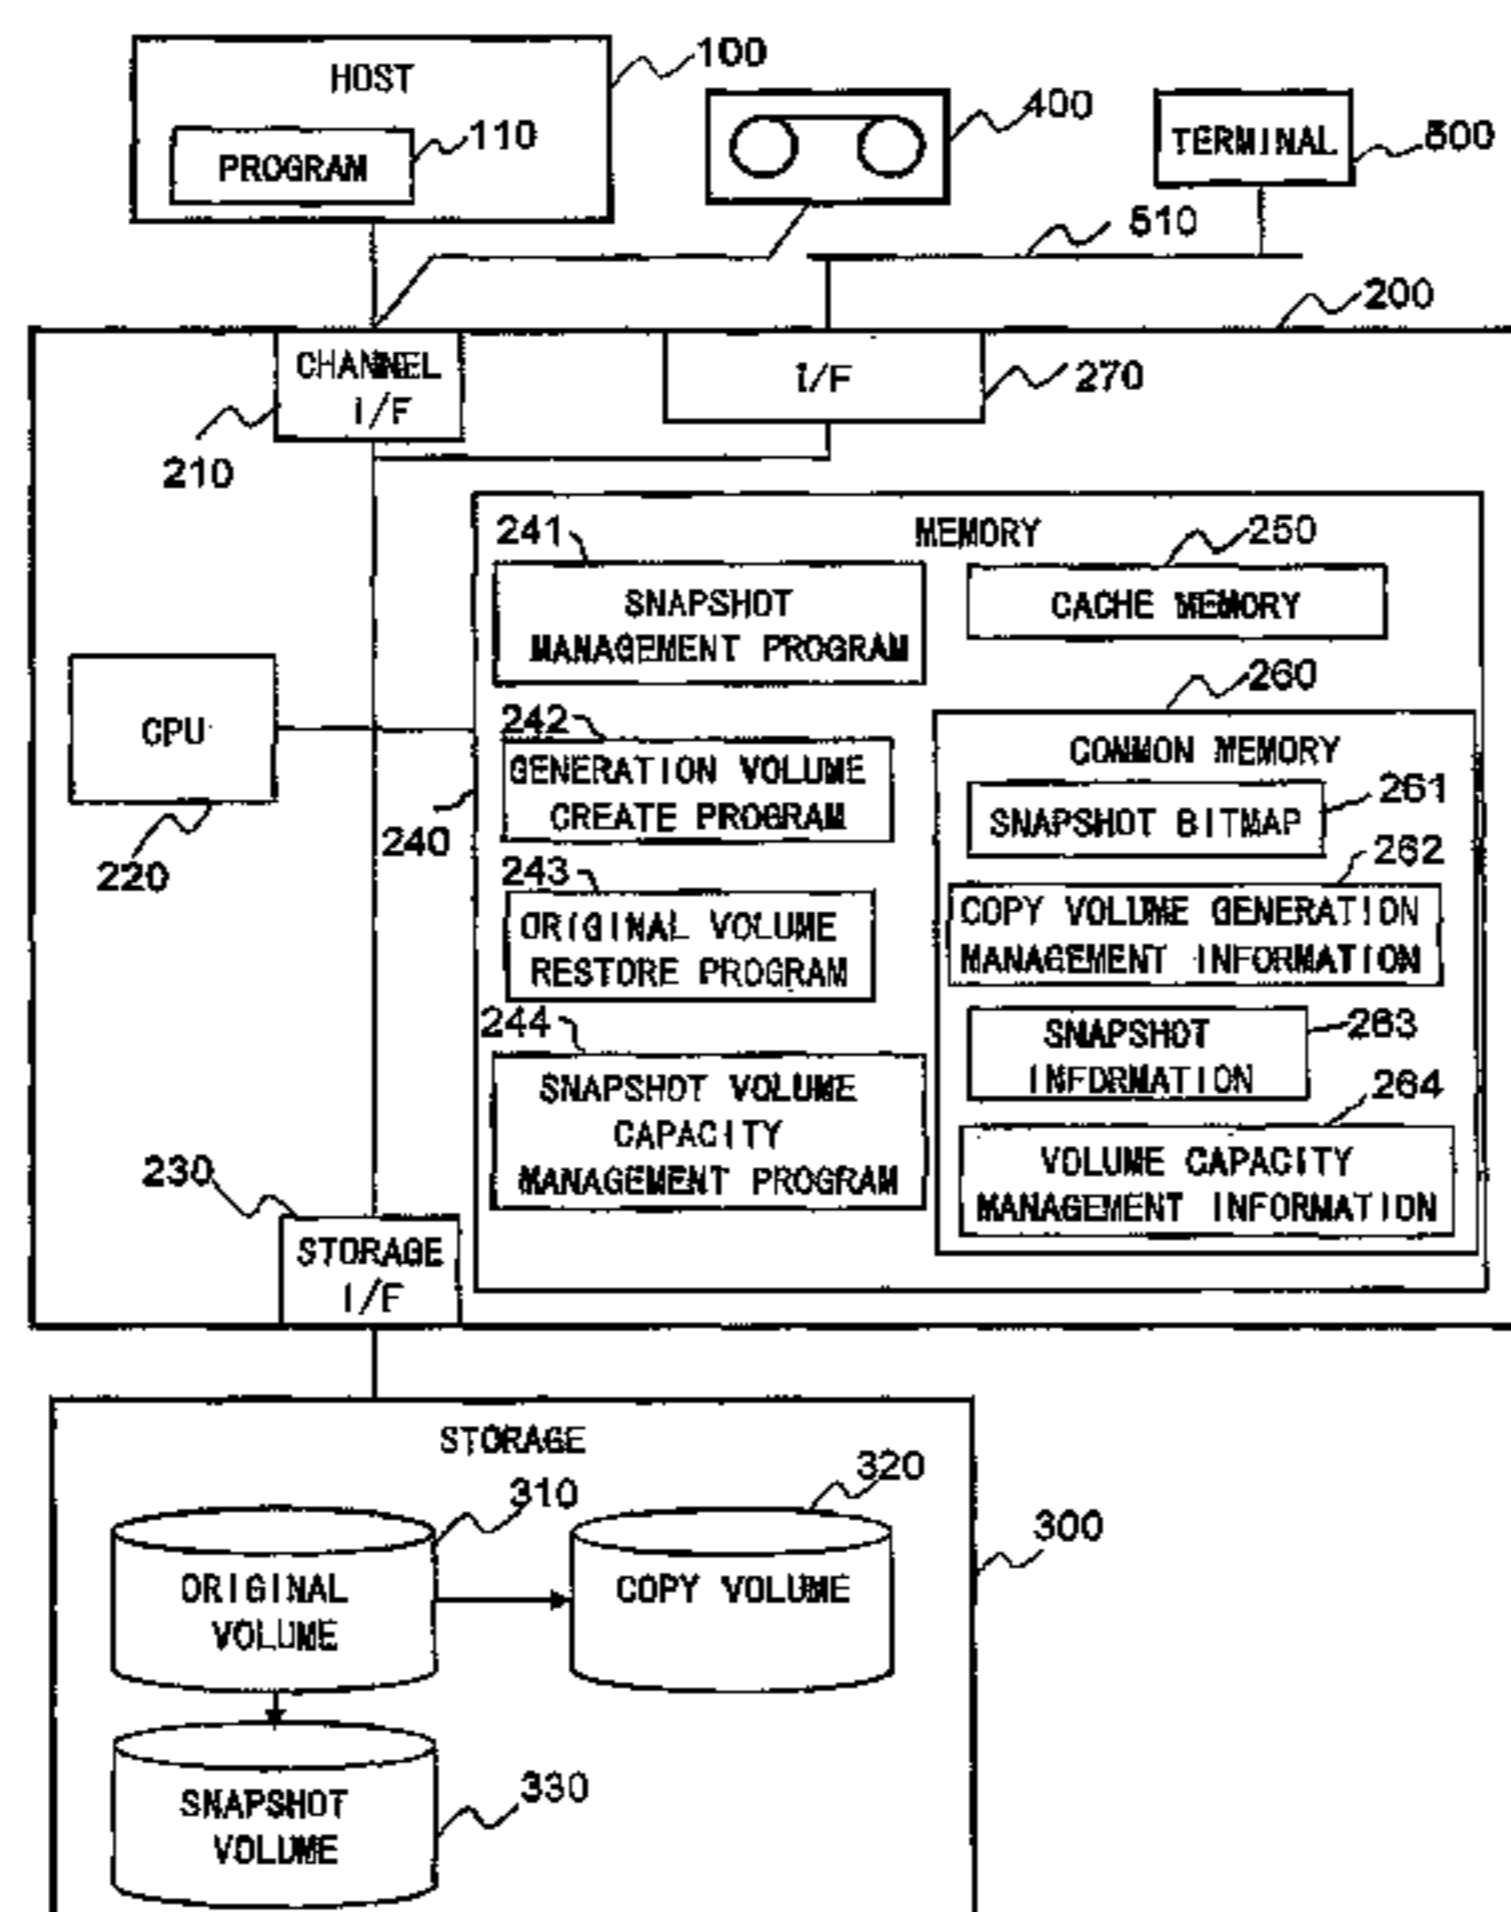 HOST
100
PROGRAM
110
400
TERMINAL
500
510
200
CHANNEL
I/F
210
I/F
270
MEMORY
241
SNAPSHOT
MANAGEMENT PROGRAM
250
CACHE MEMORY
CPU
220
240
242
GENERATION VOLUME
CREATE PROGRAM
243
ORIGINAL VOLUME
RESTORE PROGRAM
244
SNAPSHOT VOLUME
CAPACITY
MANAGEMENT PROGRAM
260
COMMON MEMORY
SNAPSHOT BITMAP
261
262
COPY VOLUME GENERATION
MANAGEMENT INFORMATION
SNAPSHOT
INFORMATION
263
264
VOLUME CAPACITY
MANAGEMENT INFORMATION
230
STORAGE
I/F
STORAGE
300
310
ORIGINAL
VOLUME
320
COPY VOLUME
SNAPSHOT
VOLUME
330